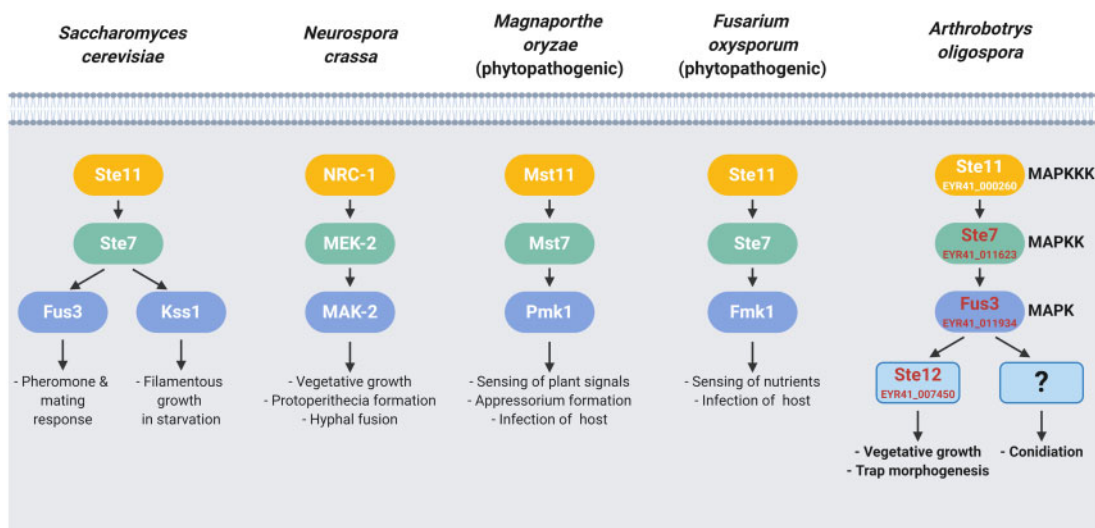 Saccharomyces
cerevisiae
Neurospora
crassa
Magnaporthe
oryzae
(phytopathogenic)
Fusarium
oxysporum
(phytopathogenic)
Arthrobotrys
oligospora
Ste11
NRC-1
Mst11
Ste11
Ste11
EYR41_000260
MAPKKK
Ste7
MEK-2
Mst7
Ste7
Ste7
EYR41_011623
MAPKK
Fus3
Kss1
MAK-2
Pmk1
Fmk1
Fus3
EYR41_011934
MAPK
- Pheromone &
mating
response
- Filamentous
growth
in starvation
- Vegetative growth
- Protoperithecia formation
- Hyphal fusion
- Sensing of plant signals
- Appressorium formation
- Infection of host
- Sensing of nutrients
- Infection of host
Ste12
EYR41_007450
?
- Vegetative growth
- Trap morphogenesis
- Conidiation